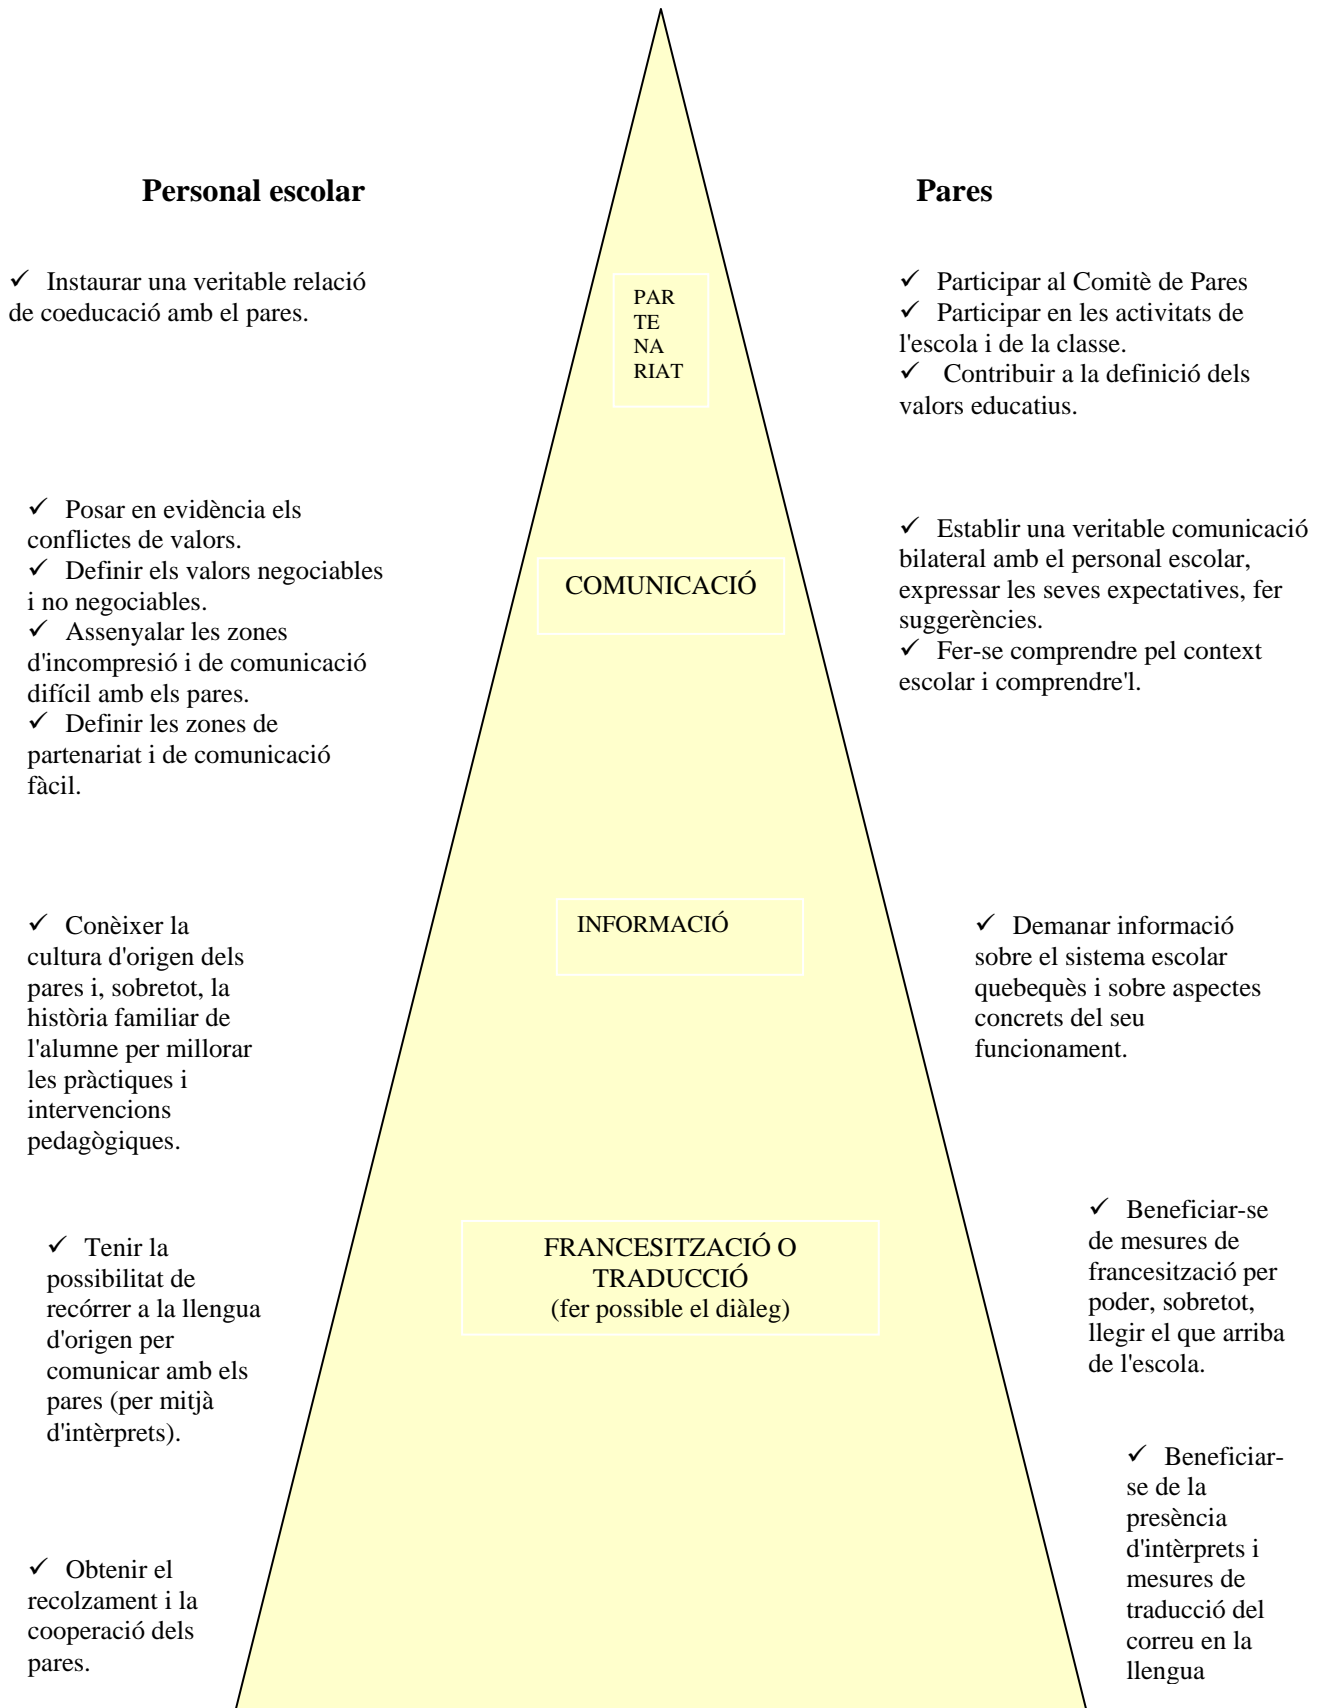 Personal escolar
Pares
✓ Instaurar una veritable relació
de coeducació amb el pares.
PAR
TE
NA
RIAT
✓ Participar al Comitè de Pares
✓ Participar en les activitats de
l'escola i de la classe.
✓ Contribuir a la definició dels
valors educatius.
✓ Posar en evidència els
conflictes de valors.
✓ Definir els valors negociables
i no negociables.
✓ Assenyalar les zones
d'incompresió i de comunicació
difícil amb els pares.
✓ Definir les zones de
partenariat i de comunicació
fàcil.
COMUNICACIÓ
✓ Establir una veritable comunicació
bilateral amb el personal escolar,
expressar les seves expectatives, fer
suggerències.
✓ Fer-se comprendre pel context
escolar i comprendre'l.
✓ Conèixer la
cultura d'origen dels
pares i, sobretot, la
història familiar de
l'alumne per millorar
les pràctiques i
intervencions
pedagògiques.
INFORMACIÓ
✓ Demanar informació
sobre el sistema escolar
quebequès i sobre aspectes
concrets del seu
funcionament.
✓ Tenir la
possibilitat de
recórrer a la llengua
d'origen per
comunicar amb els
pares (per mitjà
d'intèrprets).
FRANCESITZACIÓ O
TRADUCCIÓ
(fer possible el diàleg)
✓ Beneficiar-se
de mesures de
francesització per
poder, sobretot,
llegir el que arriba
de l'escola.
✓ Obtenir el
recolzament i la
cooperació dels
pares.
✓ Beneficiar-
se de la
presència
d'intèrprets i
mesures de
traducció del
correu en la
llengua